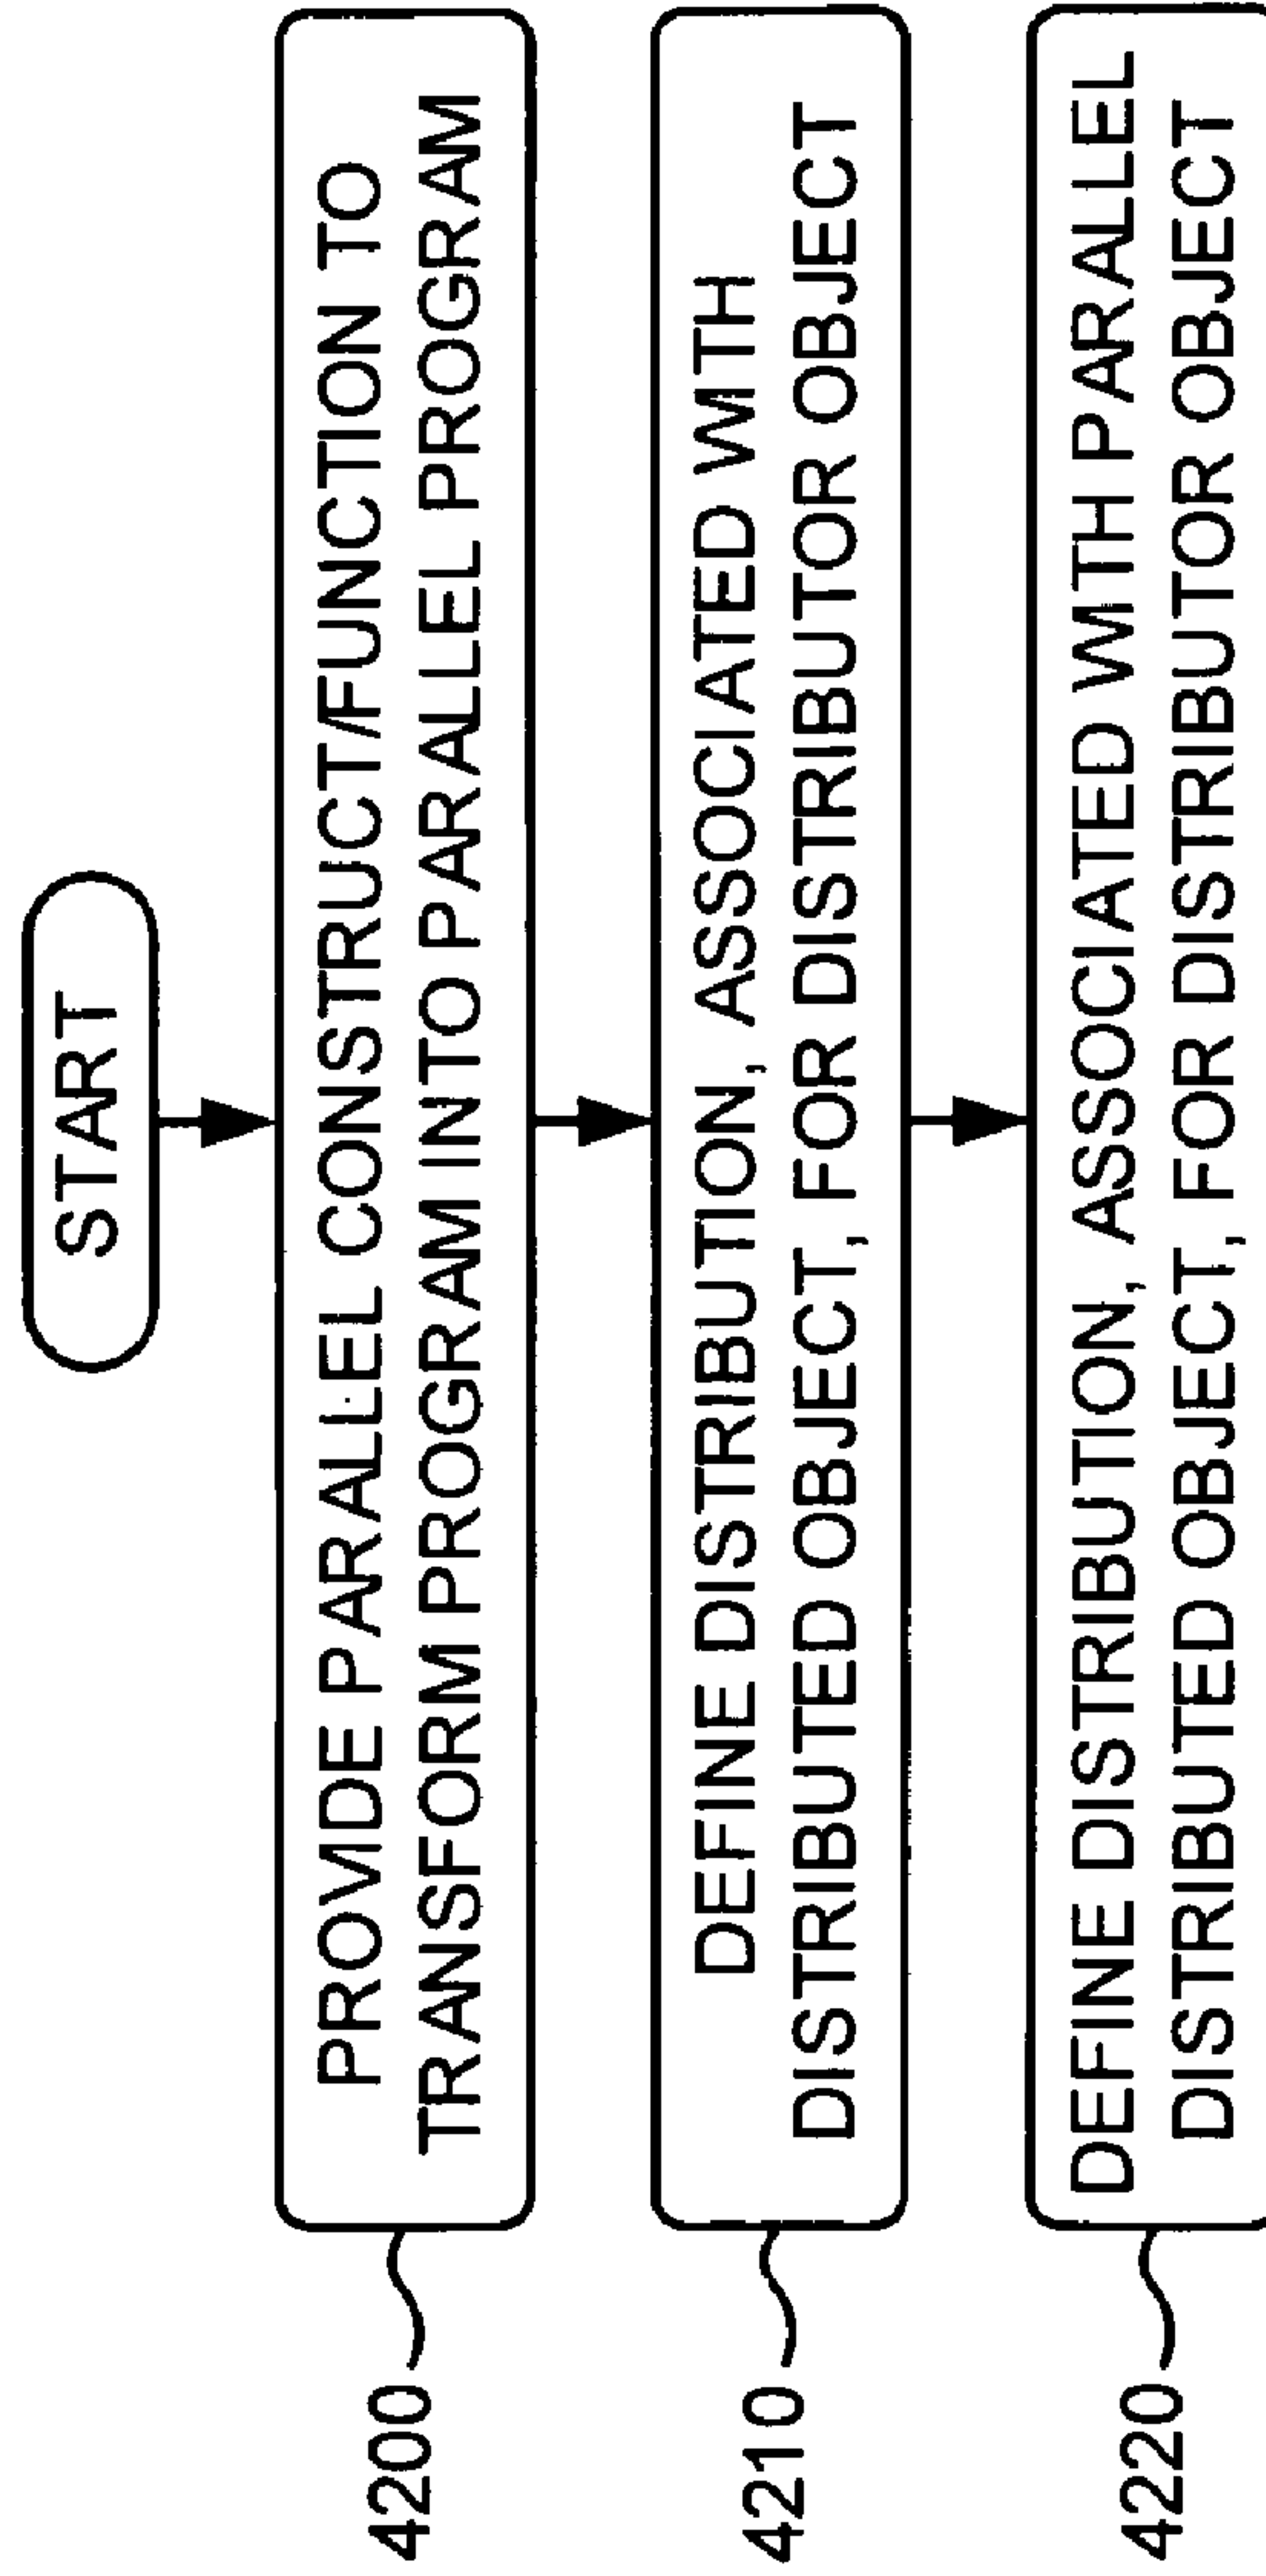 START
PROVIDE PARALLEL CONSTRUCT/FUNCTION TO
TRANSFORM PROGRAM INTO PARALLEL PROGRAM
4200
DEFINE DISTRIBUTION, ASSOCIATED WITH
DISTRIBUTED OBJECT, FOR DISTRIBUTOR OBJECT
4210
DEFINE DISTRIBUTION, ASSOCIATED WITH PARALLEL
DISTRIBUTED OBJECT, FOR DISTRIBUTOR OBJECT
4220